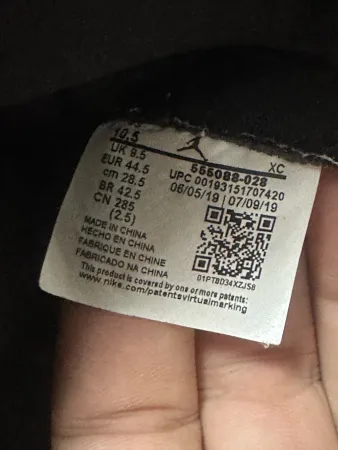 10.5 XC
UK 9.5 555088-028
EUR 44.5 UPC 00193151707420
cm 28.5 06/05/19 | 07/09/19
BR 42.5
CN 285
(2.5)
MADE IN CHINA
HECHO EN CHINA
FABRIQUE EN CHINE
FABRICADO NA CHINA
01PT8D34XZJS8
This product is covered by one or more patents:
www.nike.com/patentsvirtualmarking